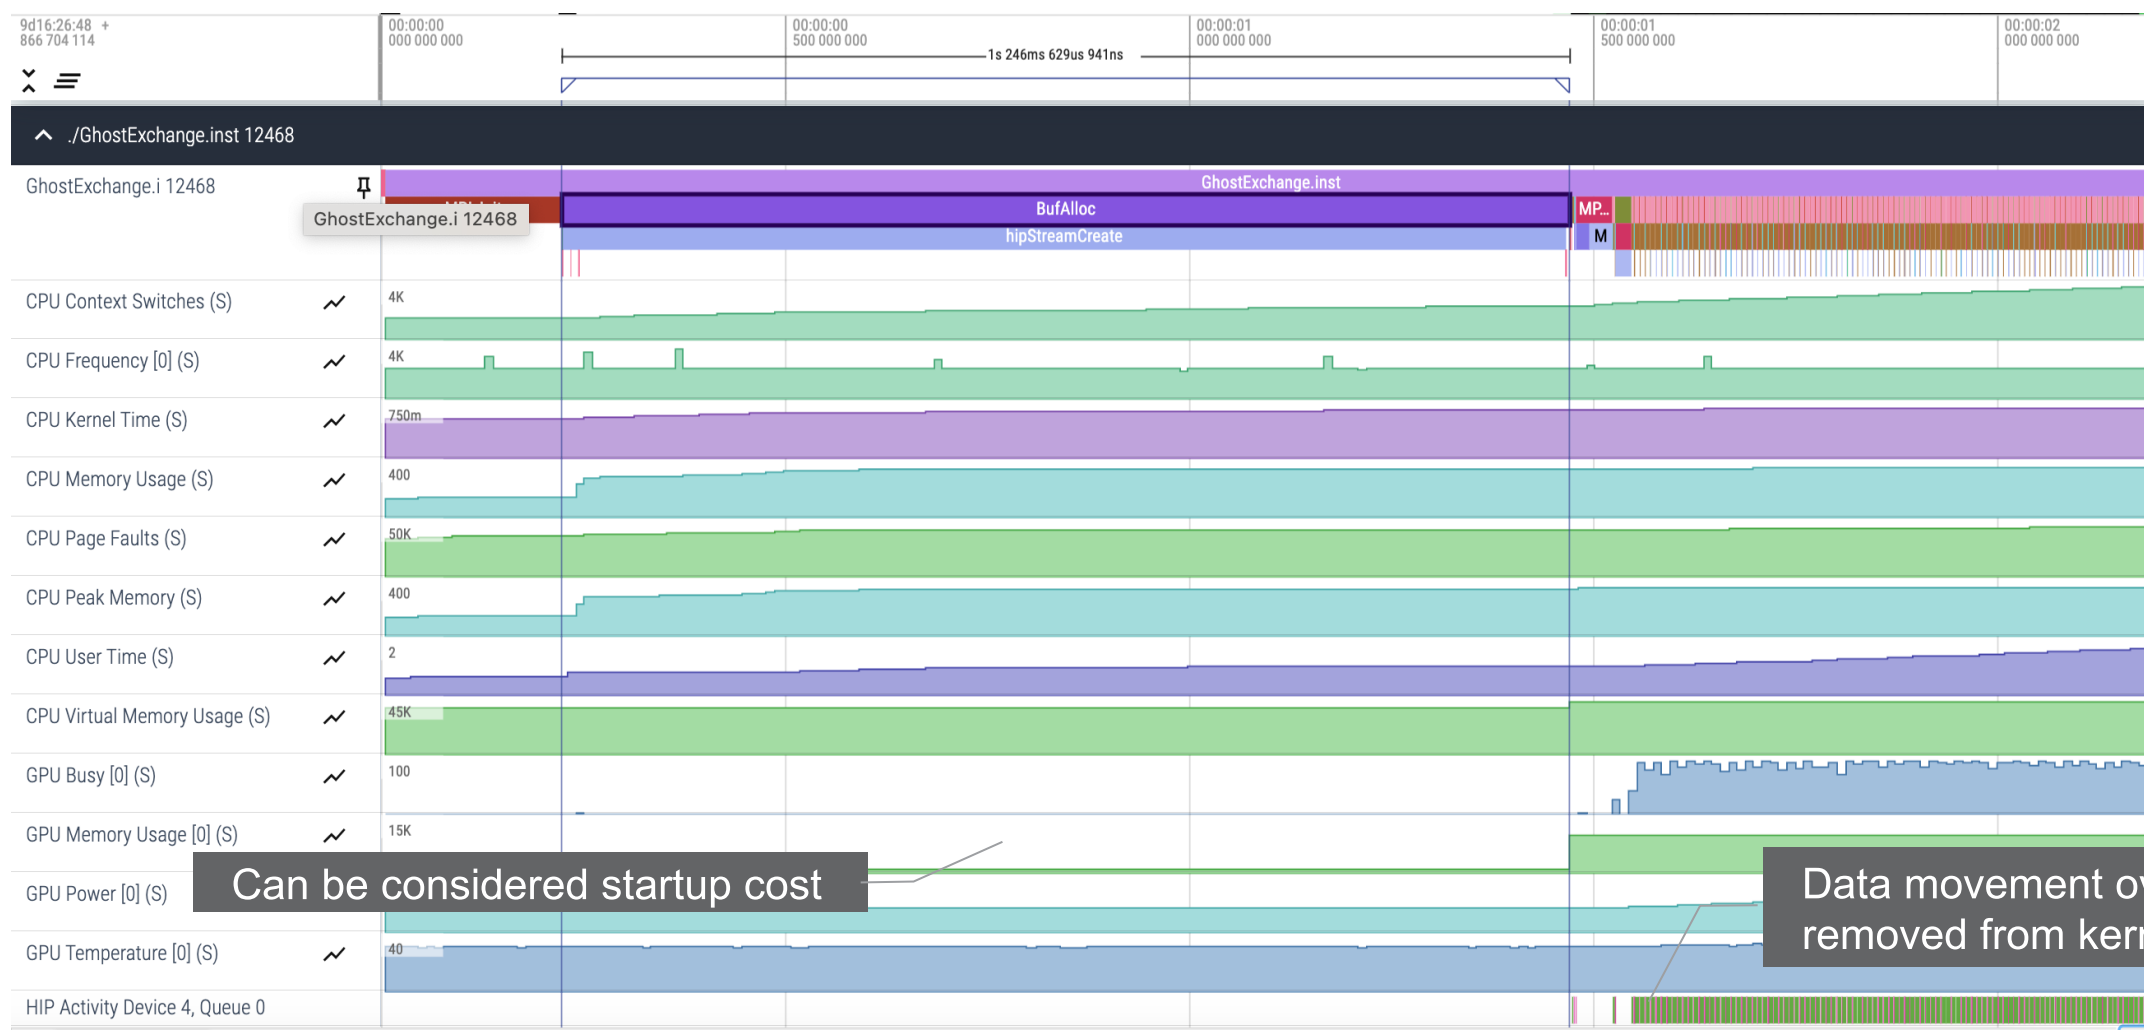 9d16:26:48 +
866 704 114
00:00:00
000 000 000
00:00:00
500 000 000
00:00:01
000 000 000
00:00:01
500 000 000
00:00:02
000 000 000
1s 246ms 629us 941ns
./GhostExchange.inst 12468
GhostExchange.i 12468
GhostExchange.inst
BufAlloc
MP...
GhostExchange.i 12468
hipStreamCreate
M
CPU Context Switches (S)
4K
CPU Frequency [0] (S)
4K
CPU Kernel Time (S)
750m
CPU Memory Usage (S)
400
CPU Page Faults (S)
50K
CPU Peak Memory (S)
400
CPU User Time (S)
2
CPU Virtual Memory Usage (S)
45K
GPU Busy [0] (S)
100
GPU Memory Usage [0] (S)
15K
Can be considered startup cost
Data movement ov
removed from kern
GPU Power [0] (S)
GPU Temperature [0] (S)
40
HIP Activity Device 4, Queue 0